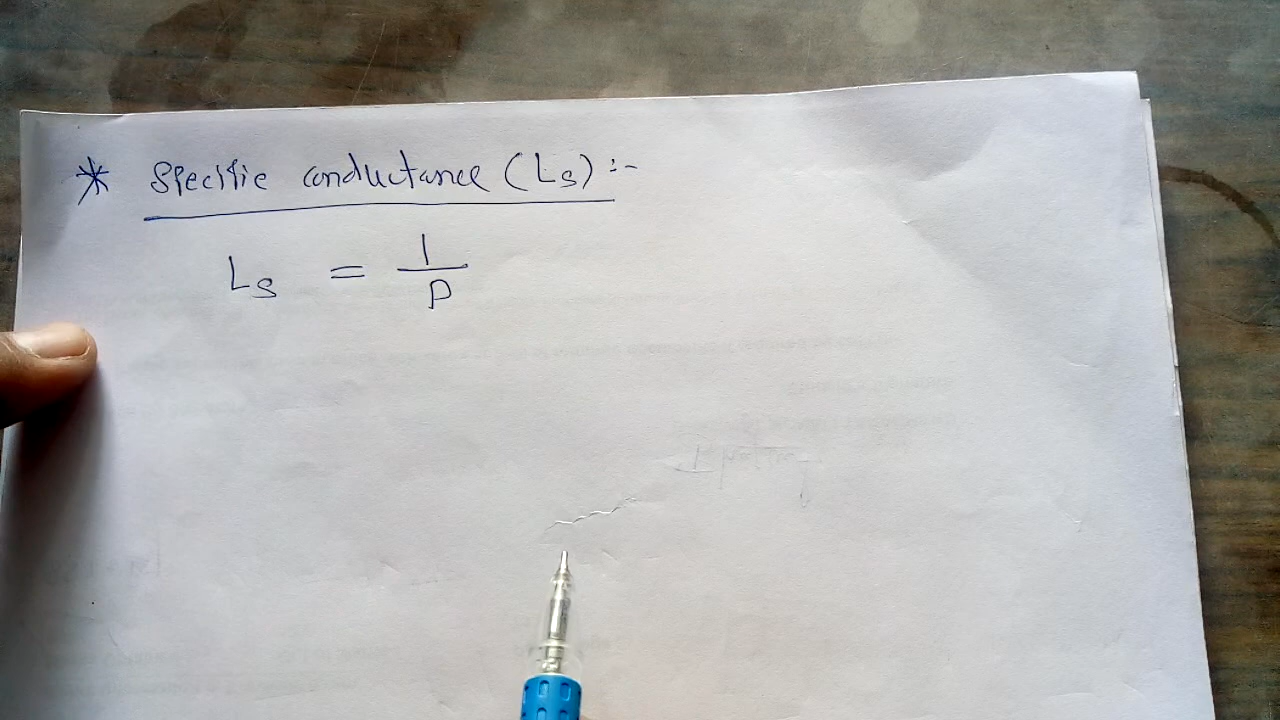 * Specific conductance (Ls) :-
Ls = 1/ρ